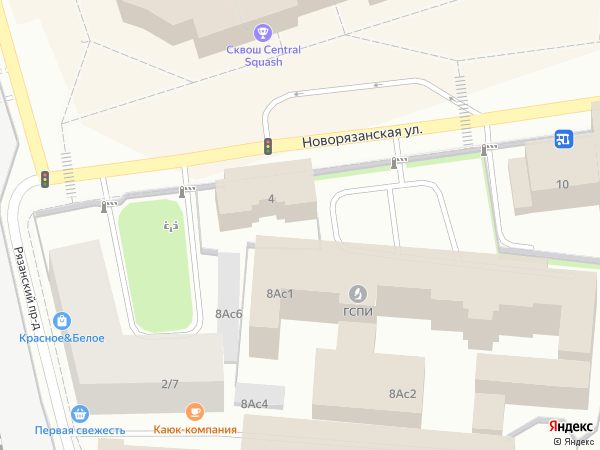 Сквош Central
Squash
Новорязанская ул.
10
4
Рязанский пр-д
8Ас1
ГСПИ
8Ас6
Красное&Белое
2/7
8Ас2
8Ас4
Первая свежесть
Каюк-компания
Яндекс
© Яндекс